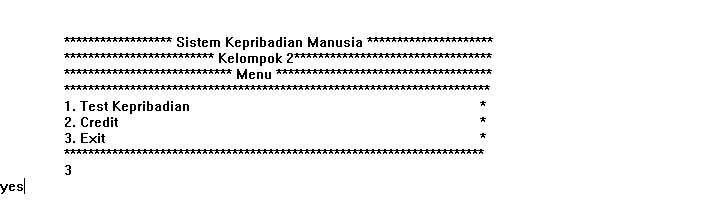 ****************** Sistem Kepribadian Manusia *********************
************************* Kelompok 2*********************************
**************************** Menu ************************************
***********************************************************************
1. Test Kepribadian *
2. Credit *
3. Exit *
**********************************************************************
3
yes